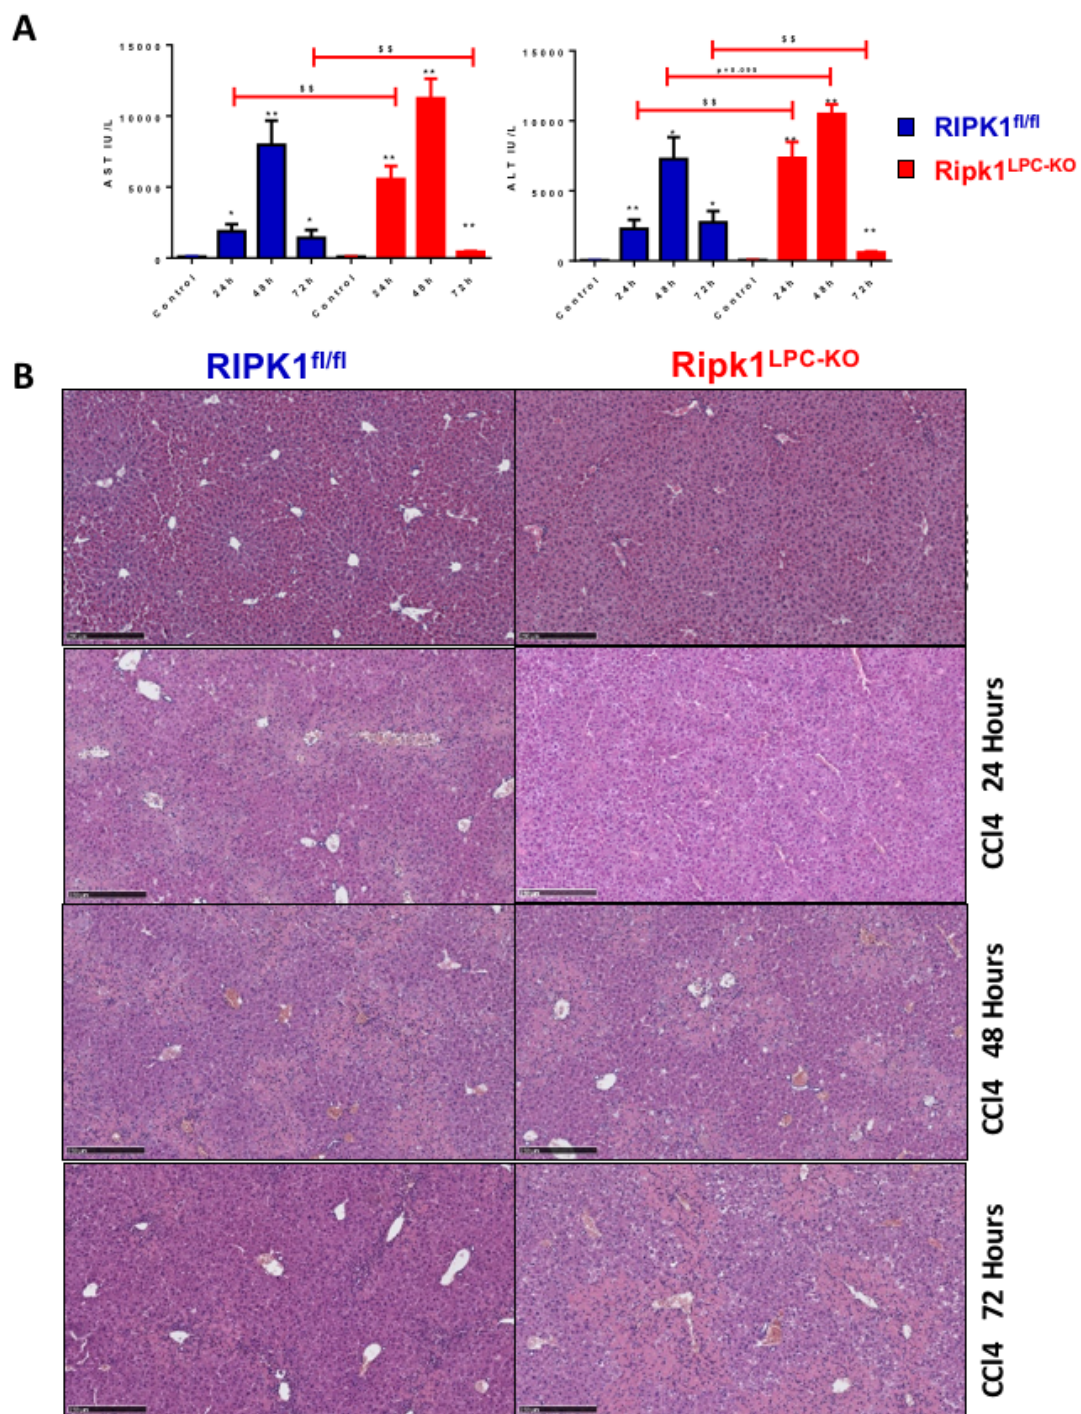 A
15000
10000
5000
0
AST IU/L
$$
$$
*
**
*
**
**
**
Control
24h
48h
72h
Control
24h
48h
72h
15000
10000
5000
0
ALT IU/L
$$
$$
**
*
*
**
**
**
Control
24h
48h
72h
Control
24h
48h
72h
RIPK1fl/fl
Ripk1LPC-KO
B
RIPK1fl/fl
Ripk1LPC-KO
CCl4 24 Hours
CCl4 48 Hours
CCl4 72 Hours